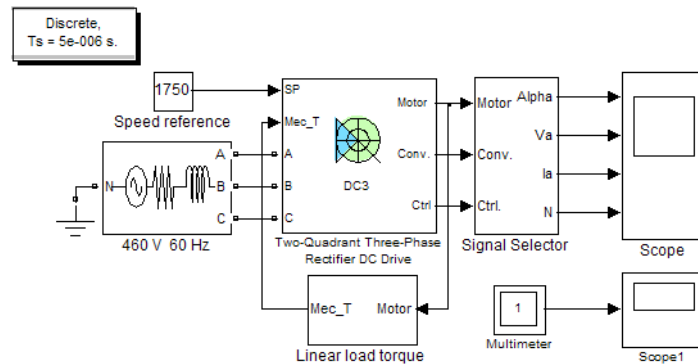 Discrete,
Ts = 5e-006 s.
1750
Speed reference
SP
Mec_T
A
B
C
Motor
Conv.
Ctrl
DC3
Two-Quadrant Three-Phase
Rectifier DC Drive
N
A
B
C
460 V 60 Hz
Motor
Conv.
Ctrl.
Alpha
Va
Ia
N
Signal Selector
Scope
Mec_T
Motor
Linear load torque
1
Multimeter
Scope1